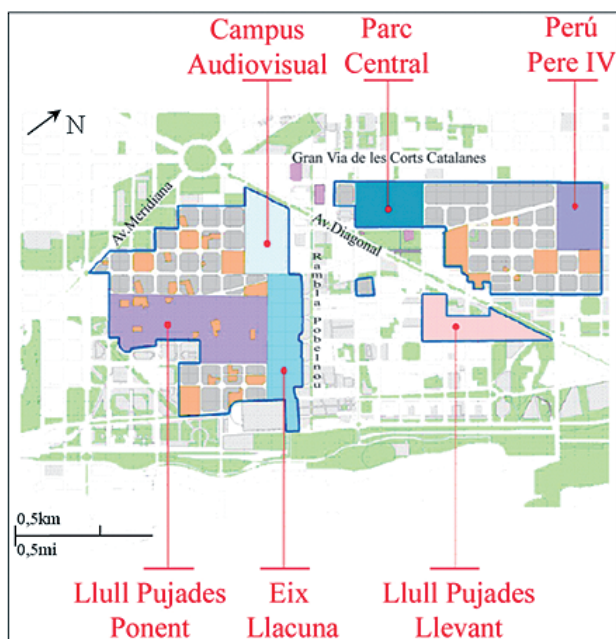 Campus
Audiovisual
Parc
Central
Perú
Pere IV
N
Gran Via de les Corts Catalanes
Av.Meridiana
Av.Diagonal
Rambla Pobelnou
0,5km
0,5mi
Llull Pujades
Ponent
Eix
Llacuna
Llull Pujades
Llevant